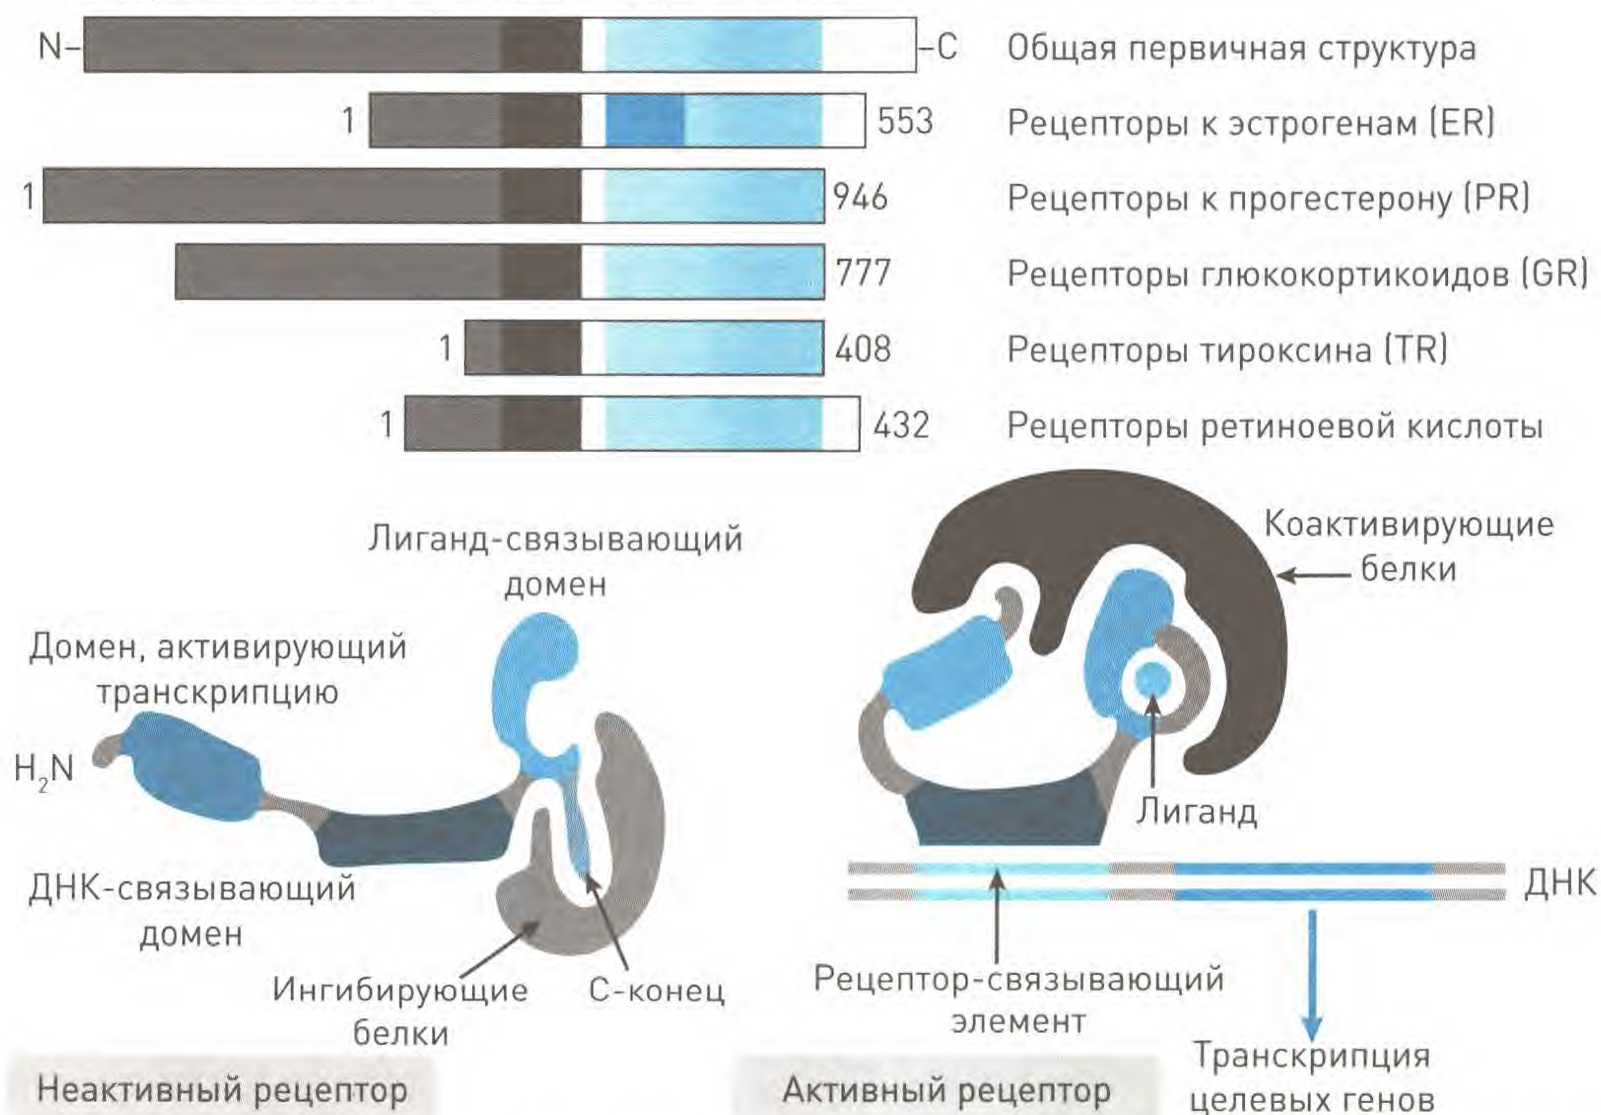 N– –C Общая первичная структура
1 553 Рецепторы к эстрогенам (ER)
1 946 Рецепторы к прогестерону (PR)
777 Рецепторы глюкокортикоидов (GR)
1 408 Рецепторы тироксина (TR)
1 432 Рецепторы ретиноевой кислоты
Лиганд-связывающий
домен
Домен, активирующий
транскрипцию
H₂N
ДНК-связывающий
домен
Ингибирующие
белки
С-конец
Неактивный рецептор
Коактивирующие
белки
Лиганд
ДНК
Рецептор-связывающий
элемент
Транскрипция
целевых генов
Активный рецептор